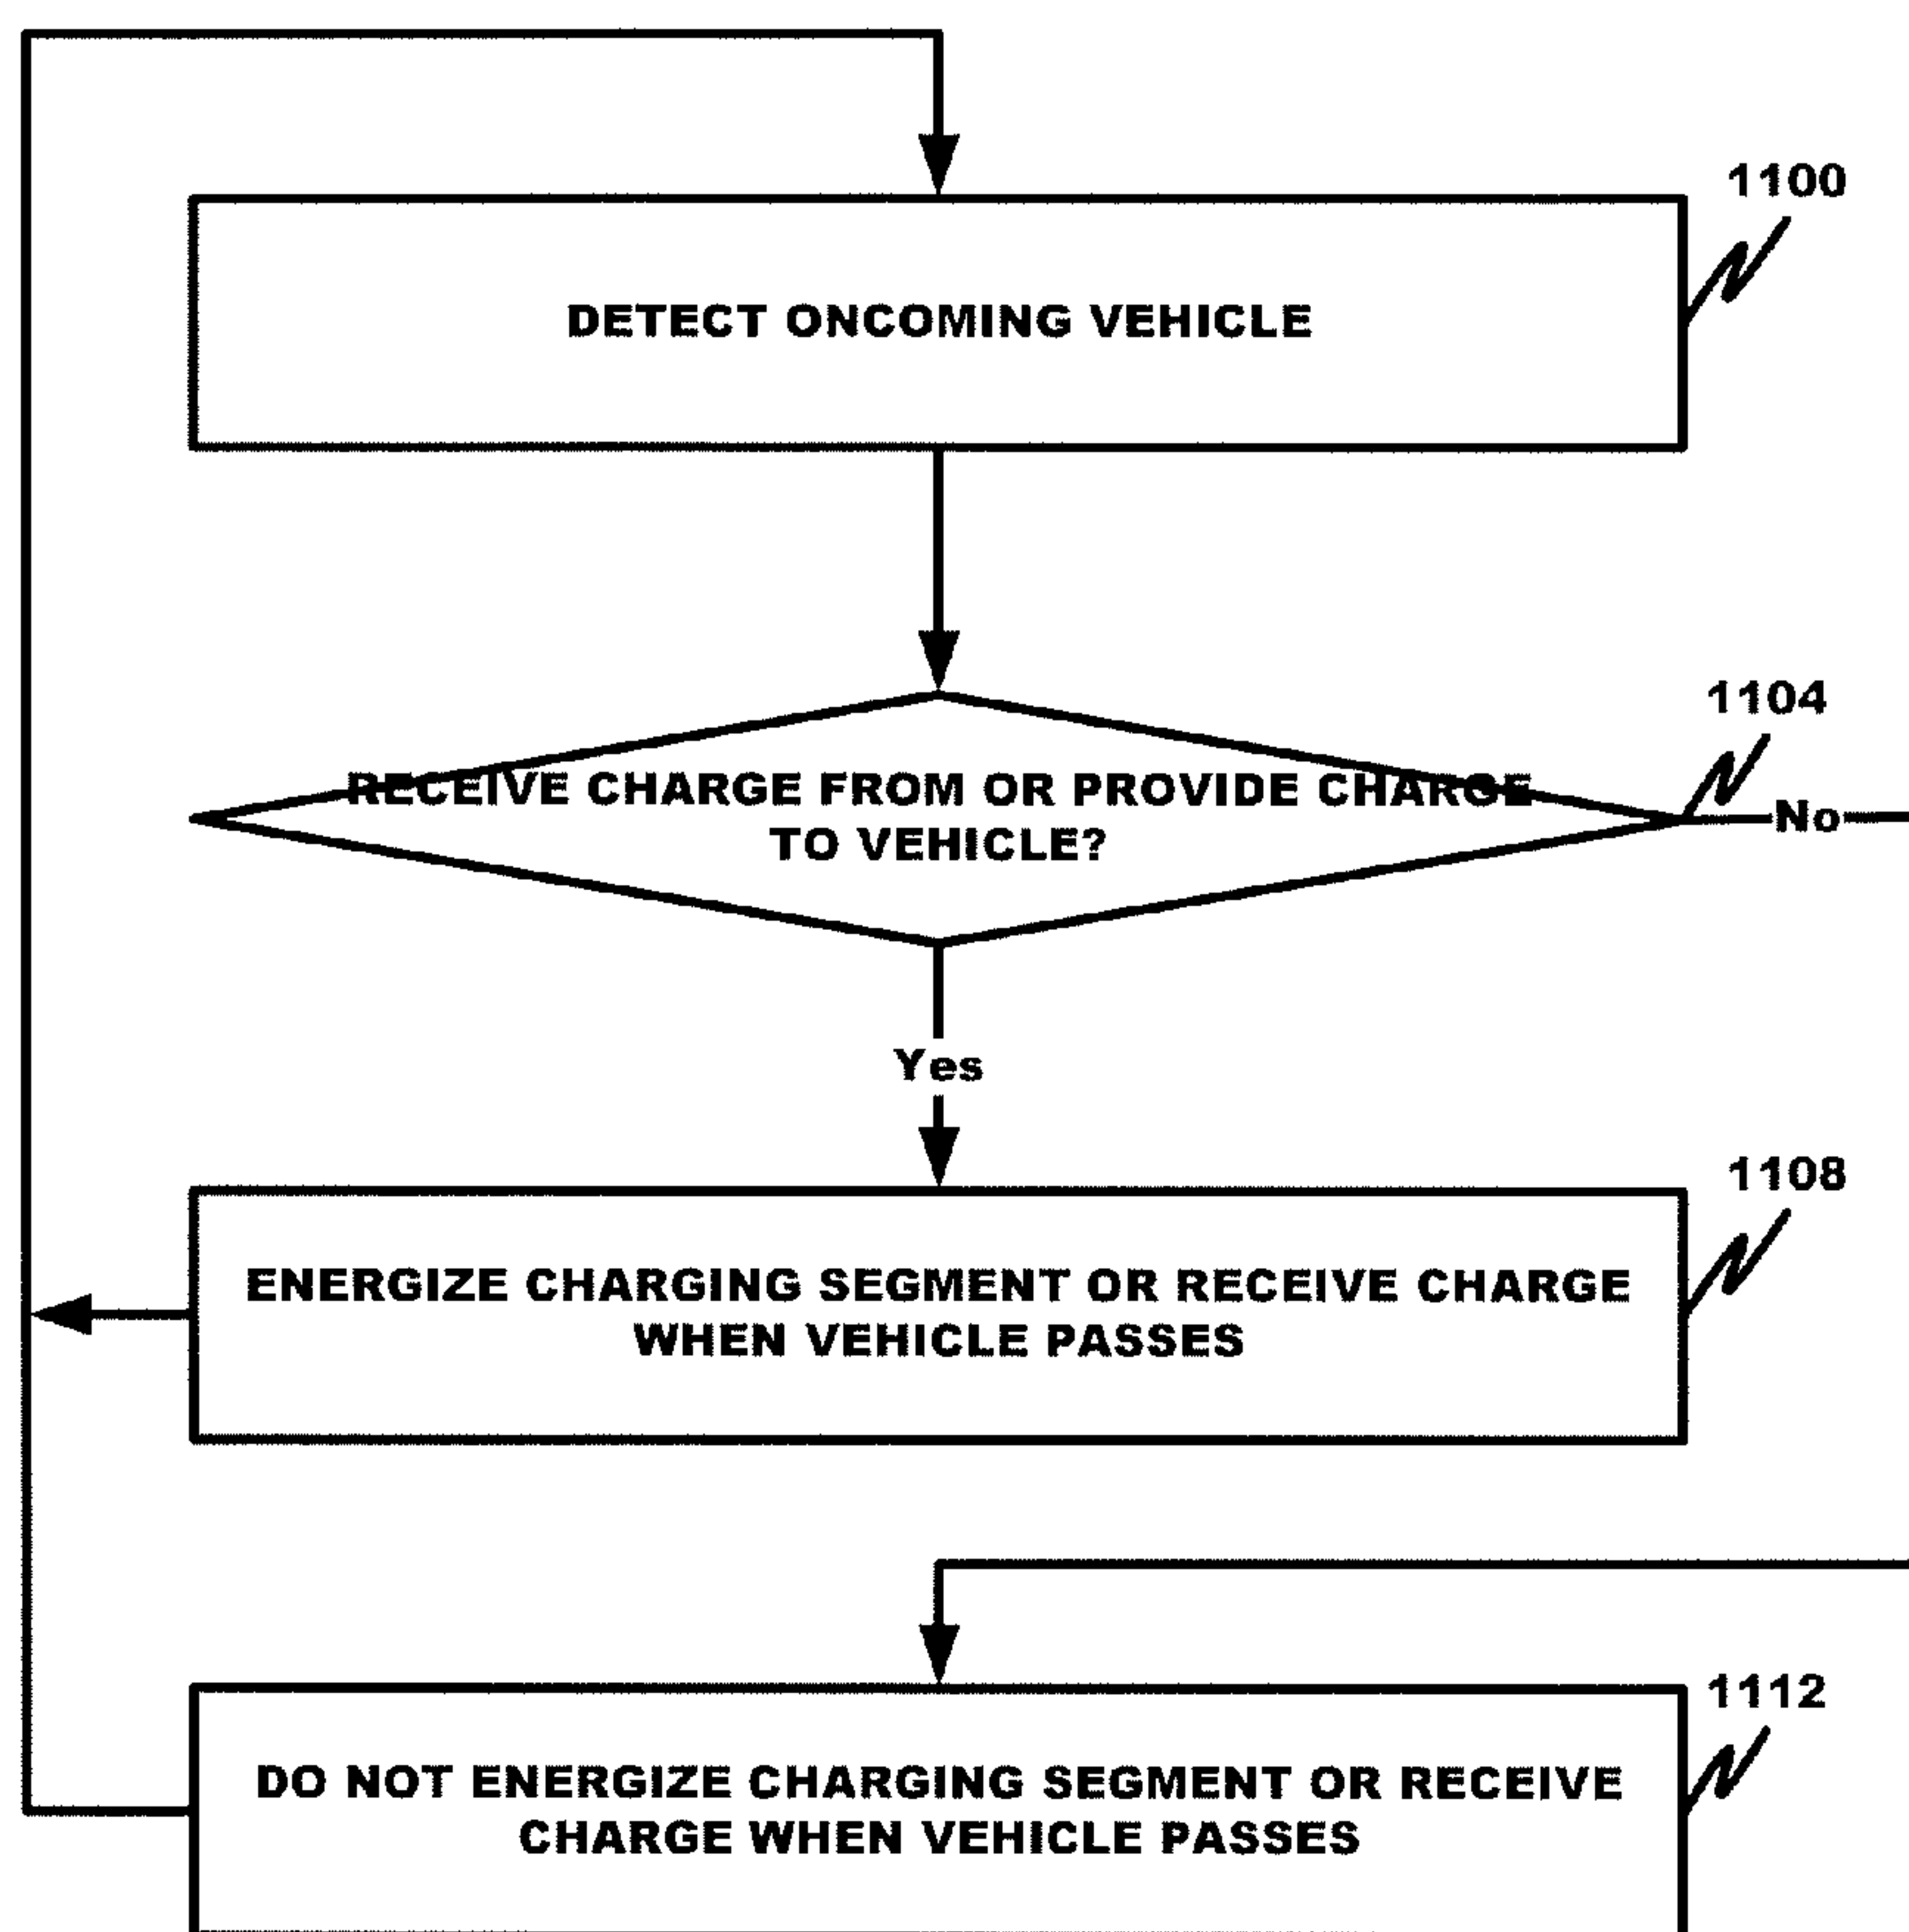 1100
DETECT ONCOMING VEHICLE
1104
RECEIVE CHARGE FROM OR PROVIDE CHARGE
TO VEHICLE?
No
Yes
1108
ENERGIZE CHARGING SEGMENT OR RECEIVE CHARGE
WHEN VEHICLE PASSES
1112
DO NOT ENERGIZE CHARGING SEGMENT OR RECEIVE
CHARGE WHEN VEHICLE PASSES